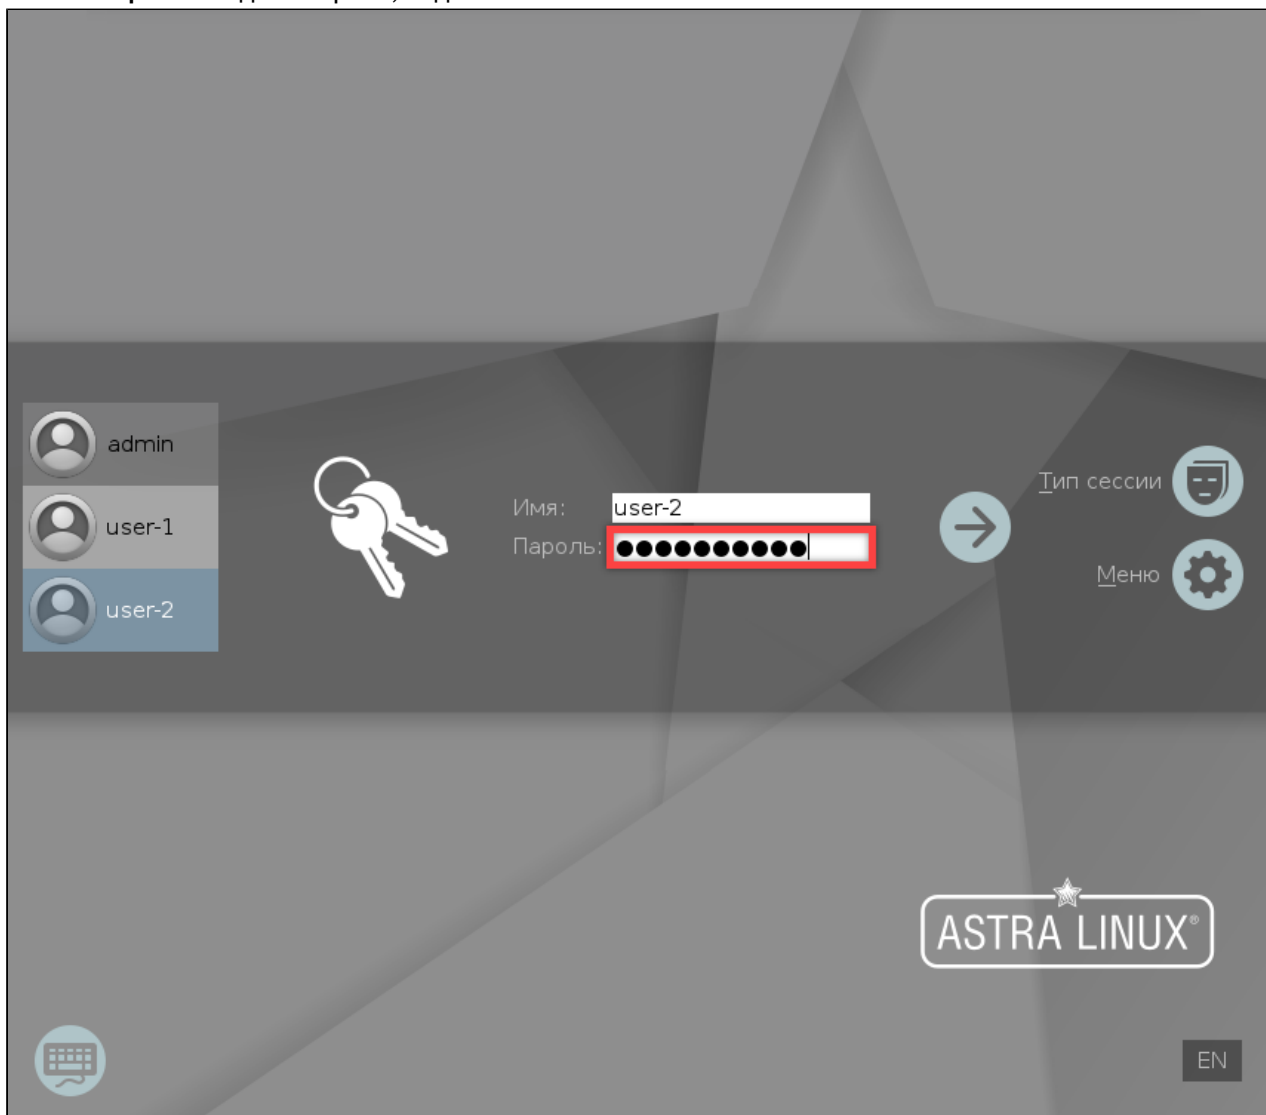 admin
user-1
user-2
Имя: user-2
Пароль: ●●●●●●●●●●
Тип сессии
Меню
ASTRA LINUX®
EN